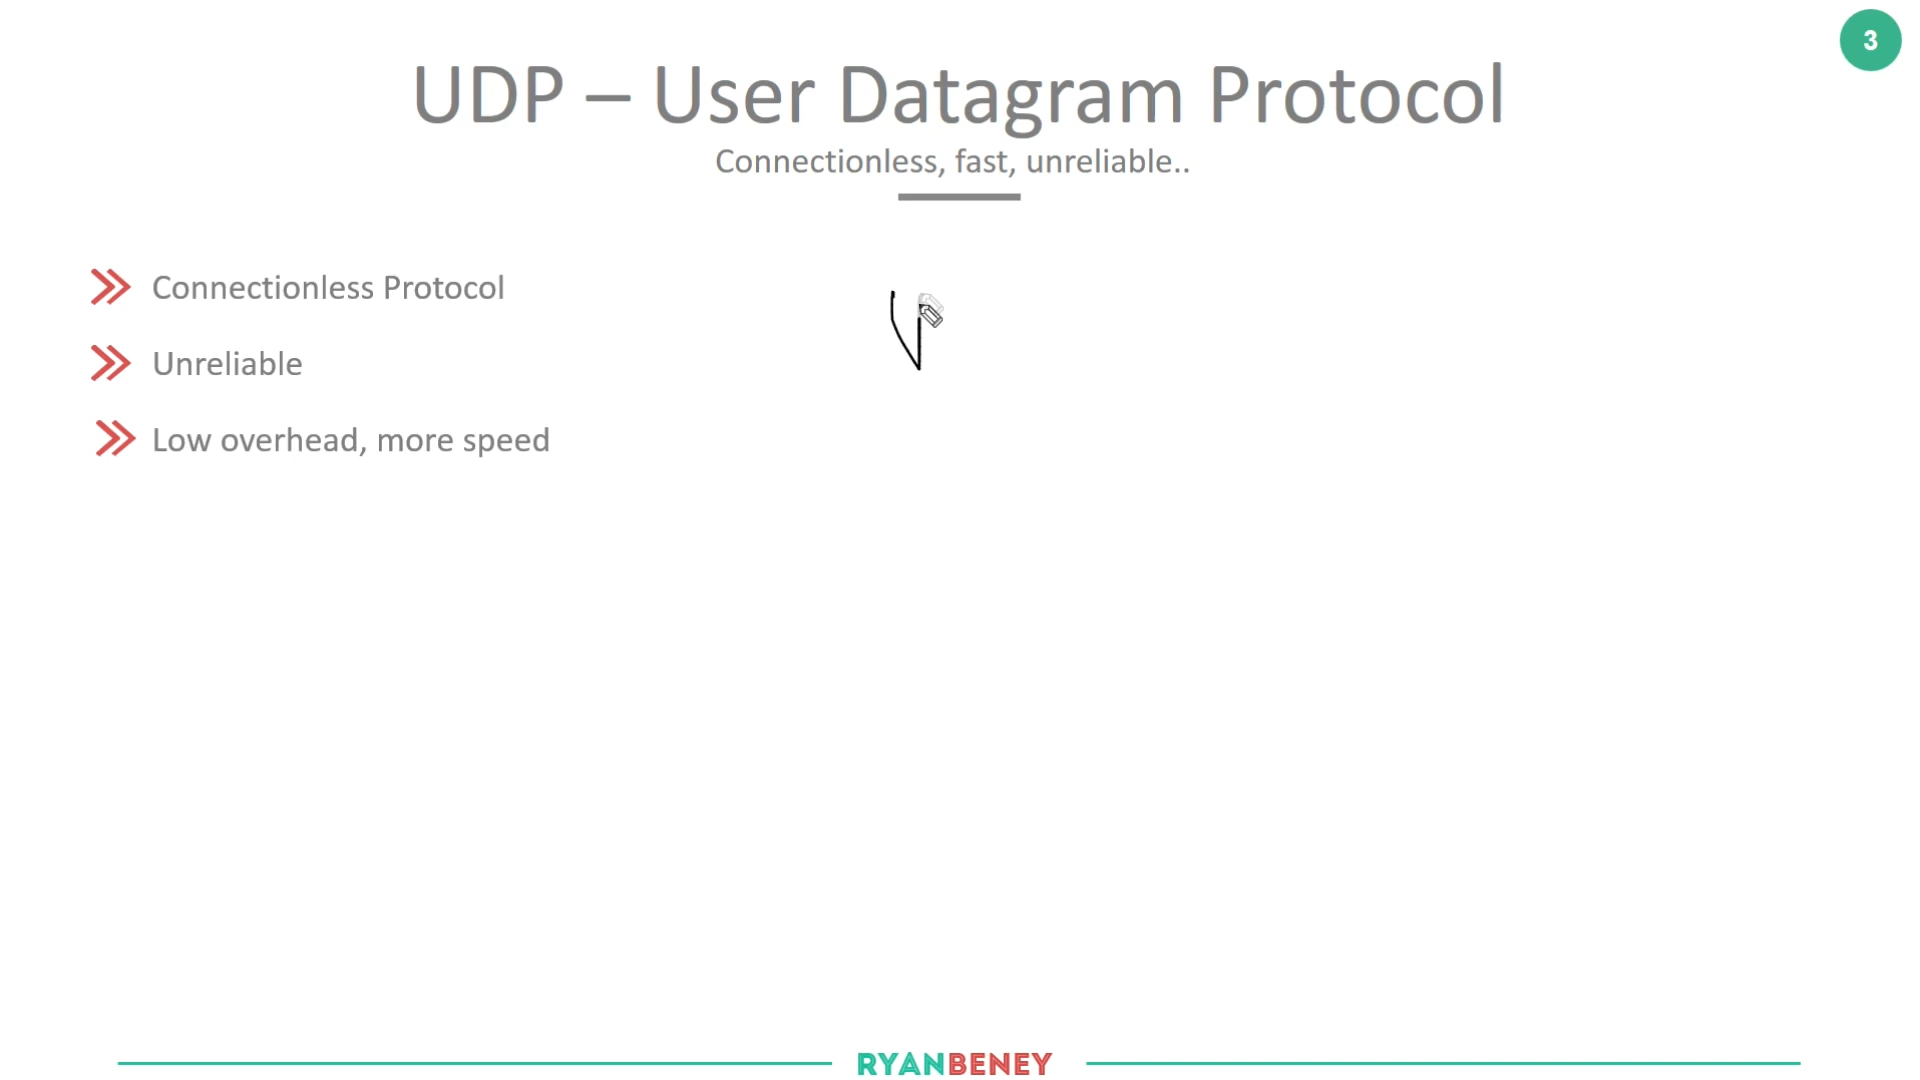 3
UDP – User Datagram Protocol
Connectionless, fast, unreliable..
Connectionless Protocol
Unreliable
Low overhead, more speed
RYANBENEY